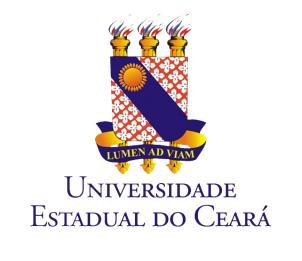 LUMEN AD VIAM
UNIVERSIDADE
ESTADUAL DO CEARÁ